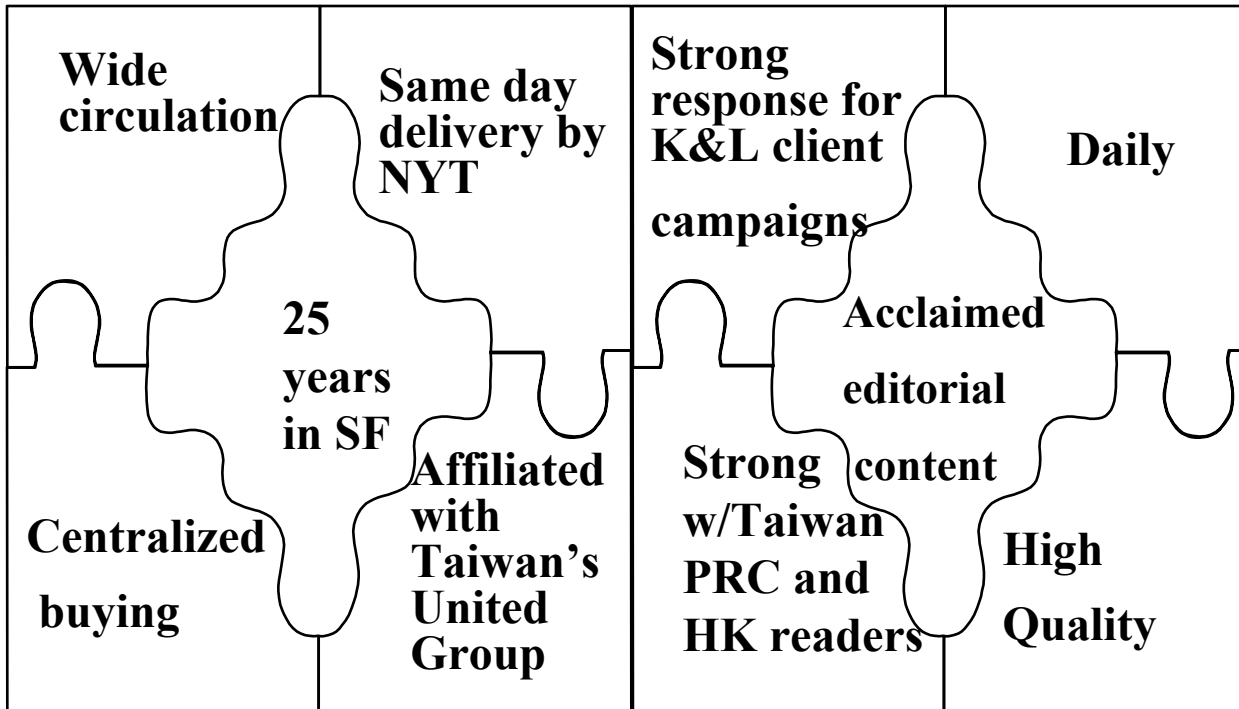 Wide
circulation
Same day
delivery by
NYT
25
years
in SF
Centralized
buying
Affiliated
with
Taiwan’s
United
Group
Strong
response for
K&L client
campaigns
Daily
Acclaimed
editorial
content
Strong
w/Taiwan
PRC and
HK readers
High
Quality